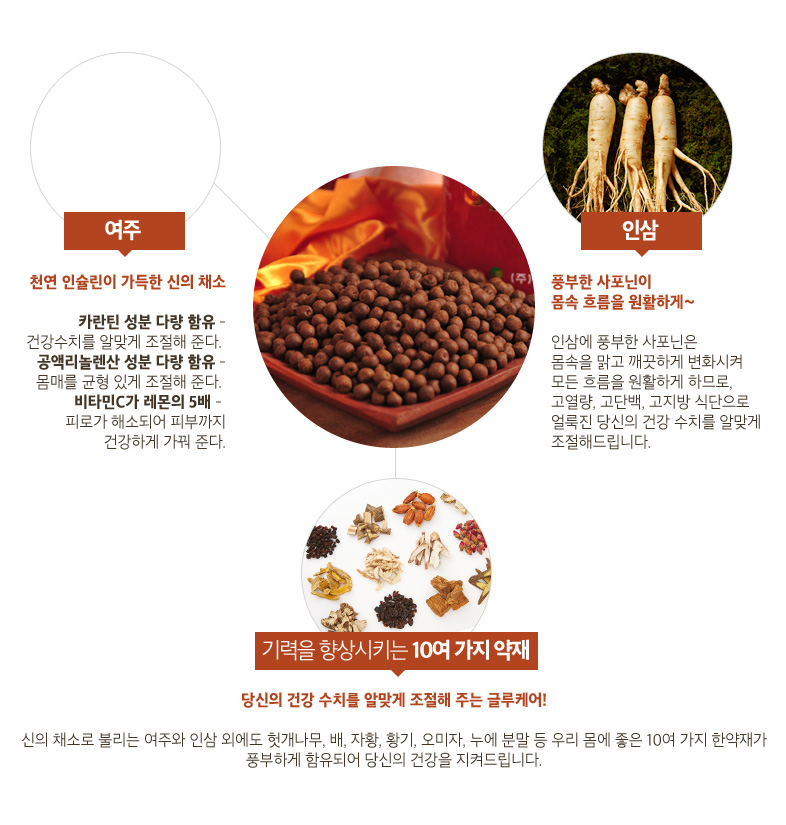 여주
천연 인슐린이 가득한 신의 채소
카란틴 성분 다량 함유 -
건강수치를 알맞게 조절해 준다.
공액리놀렌산 성분 다량 함유 -
몸매를 균형 있게 조절해 준다.
비타민C가 레몬의 5배 -
피로가 해소되어 피부까지
건강하게 가꿔 준다.
(주)
인삼
풍부한 사포닌이
몸속 흐름을 원활하게~
인삼에 풍부한 사포닌은
몸속을 맑고 깨끗하게 변화시켜
모든 흐름을 원활하게 하므로,
고열량, 고단백, 고지방 식단으로
얼룩진 당신의 건강 수치를 알맞게
조절해드립니다.
기력을 향상시키는 10여 가지 약재
당신의 건강 수치를 알맞게 조절해 주는 글루케어!
신의 채소로 불리는 여주와 인삼 외에도 헛개나무, 배, 자황, 황기, 오미자, 누에 분말 등 우리 몸에 좋은 10여 가지 한약재가
풍부하게 함유되어 당신의 건강을 지켜드립니다.